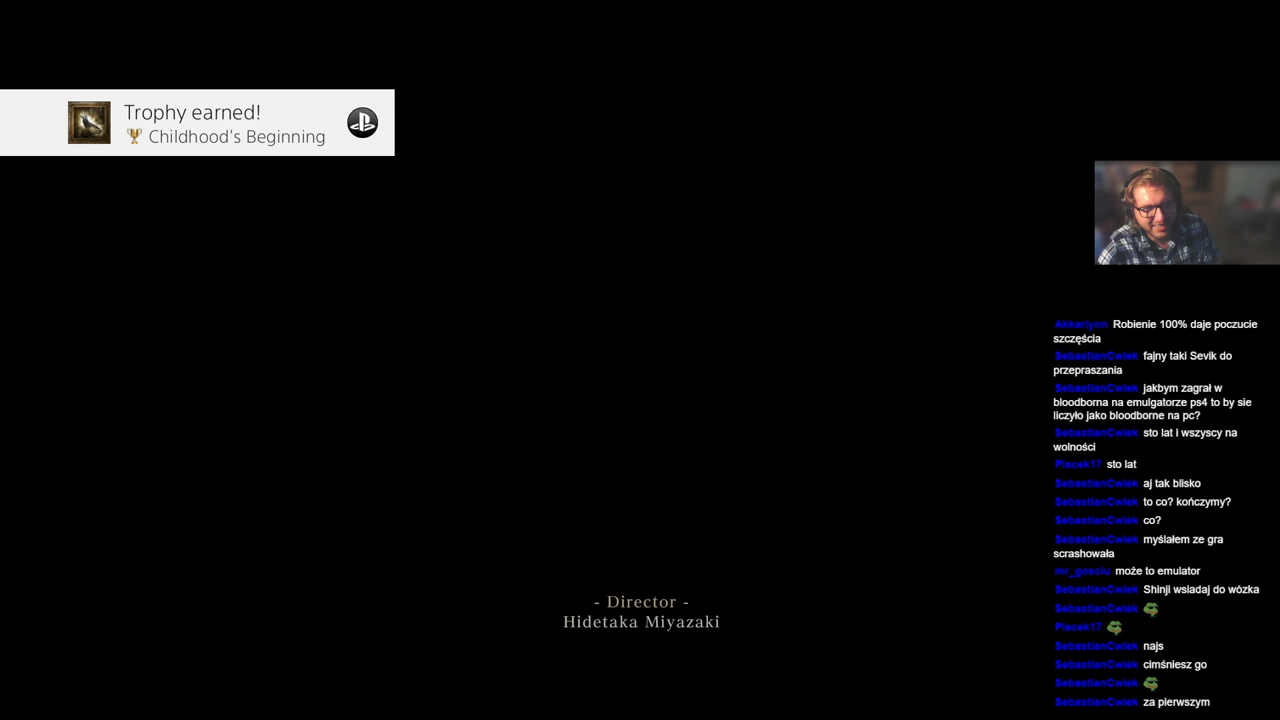 Trophy earned!
Childhood's Beginning
Akkarlynn Robienie 100% daje poczucie
szczęścia
SebastianCwiek fajny taki Sevik do
przepraszania
SebastianCwiek jakbym zagrał w
bloodborna na emulgatorze ps4 to by sie
liczyło jako bloodborne na pc?
SebastianCwiek sto lat i wszyscy na
wolności
Placek17 sto lat
SebastianCwiek aj tak blisko
SebastianCwiek to co? kończymy?
SebastianCwiek co?
SebastianCwiek myślałem ze gra
scrashowała
mr_gosciu może to emulator
SebastianCwiek Shinji wsiadaj do wózka
SebastianCwiek
Placek17
SebastianCwiek najs
SebastianCwiek cimśniesz go
SebastianCwiek
SebastianCwiek za pierwszym
- Director -
Hidetaka Miyazaki